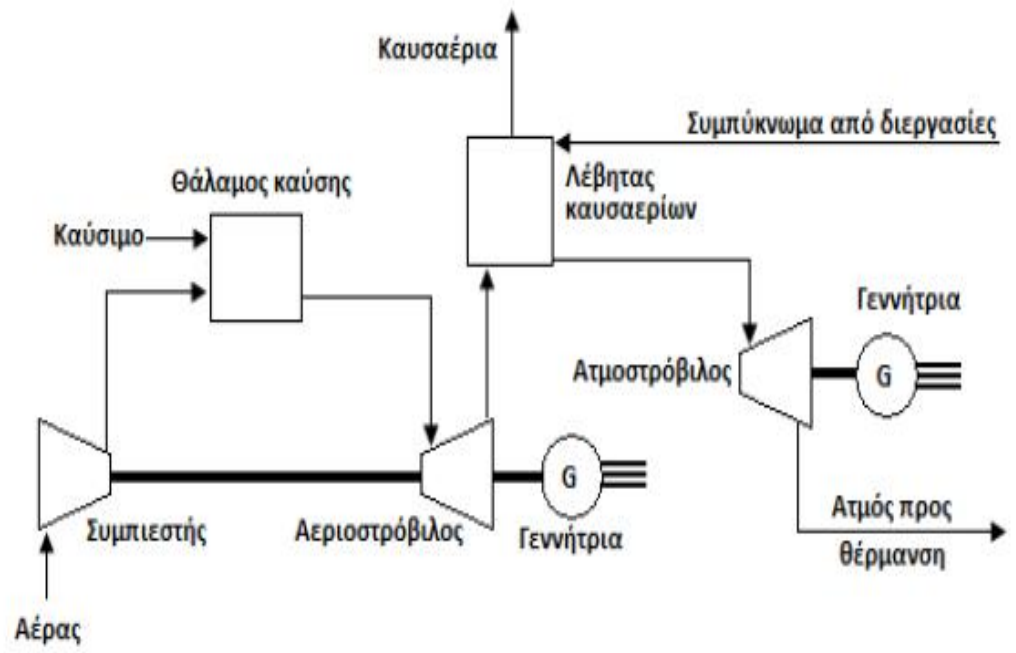 Καυσαέρια
Συμπύκνωμα από διεργασίες
Θάλαμος καύσης
Λέβητας
καυσαερίων
Καύσιμο
Γεννήτρια
Ατμοστρόβιλος
G
G
Συμπιεστής
Αεριοστρόβιλος
Γεννήτρια
Ατμός προς
θέρμανση
Αέρας